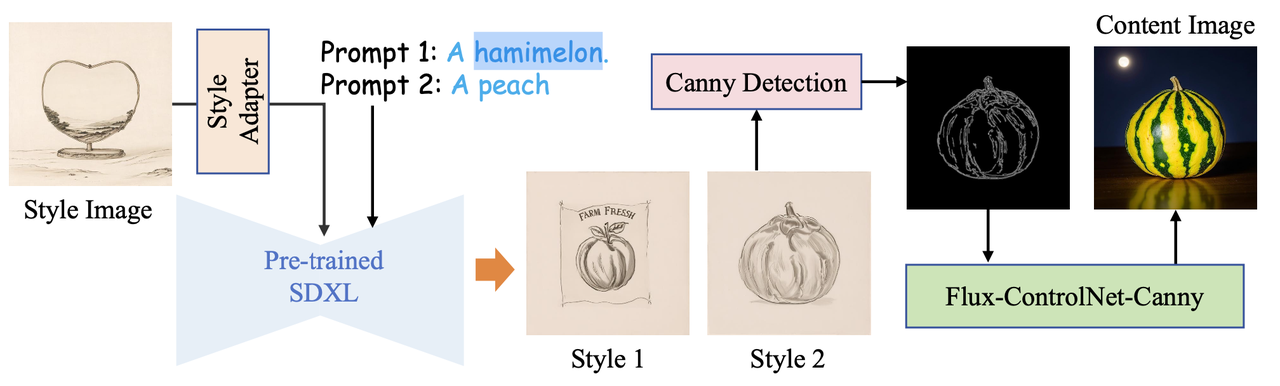 Style Image
Style
Adapter
Prompt 1: A hamimelon.
Prompt 2: A peach
Pre-trained
SDXL
FARM FRESSH
Style 1
Style 2
Canny Detection
Content Image
Flux-ControlNet-Canny